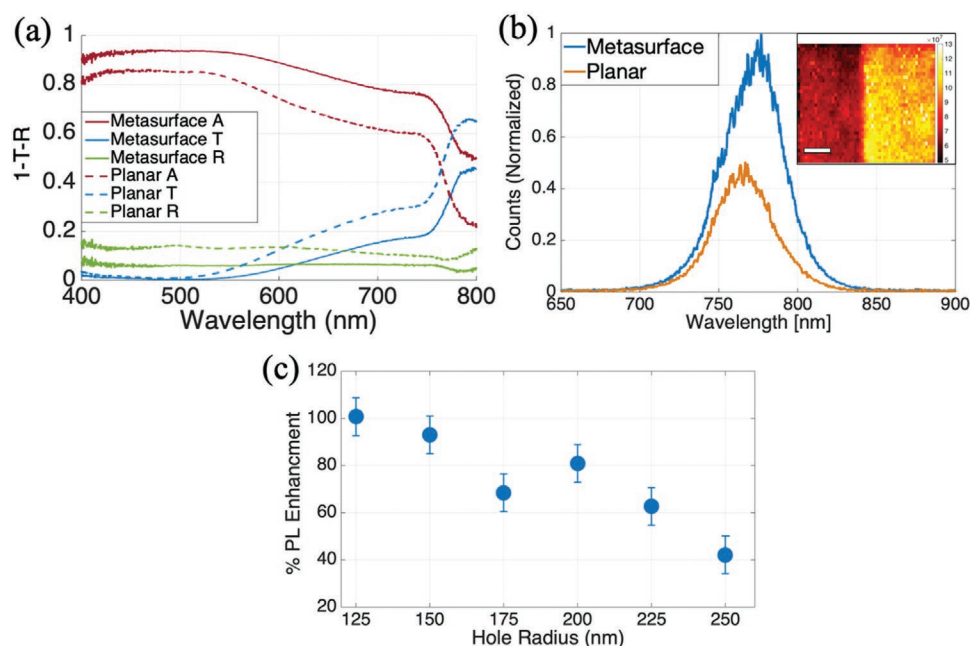 (a)
1
0.8
0.6
0.4
0.2
0
1-T-R
Metasurface A
Metasurface T
Metasurface R
Planar A
Planar T
Planar R
400 500 600 700 800
Wavelength (nm)
(b)
1
0.8
0.6
0.4
0.2
0
Counts (Normalized)
Metasurface
Planar
×10⁷
13
12
11
10
9
8
7
6
5
650 700 750 800 850 900
Wavelength [nm]
(c)
120
100
80
60
40
20
% PL Enhancment
125 150 175 200 225 250
Hole Radius (nm)